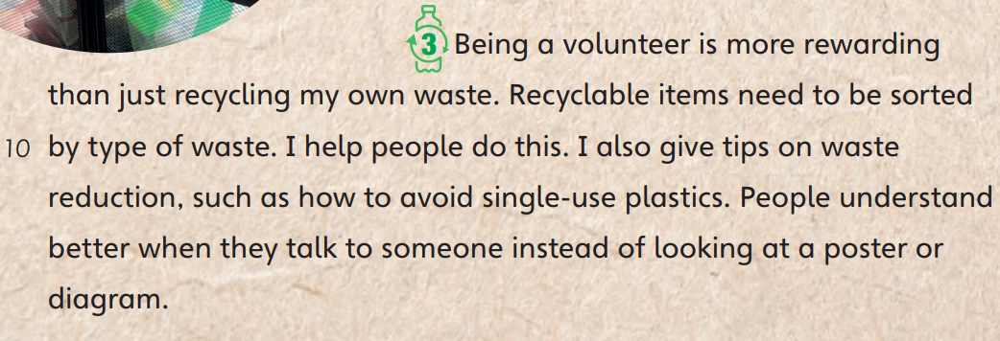 3 Being a volunteer is more rewarding
than just recycling my own waste. Recyclable items need to be sorted
10 by type of waste. I help people do this. I also give tips on waste
reduction, such as how to avoid single-use plastics. People understand
better when they talk to someone instead of looking at a poster or
diagram.